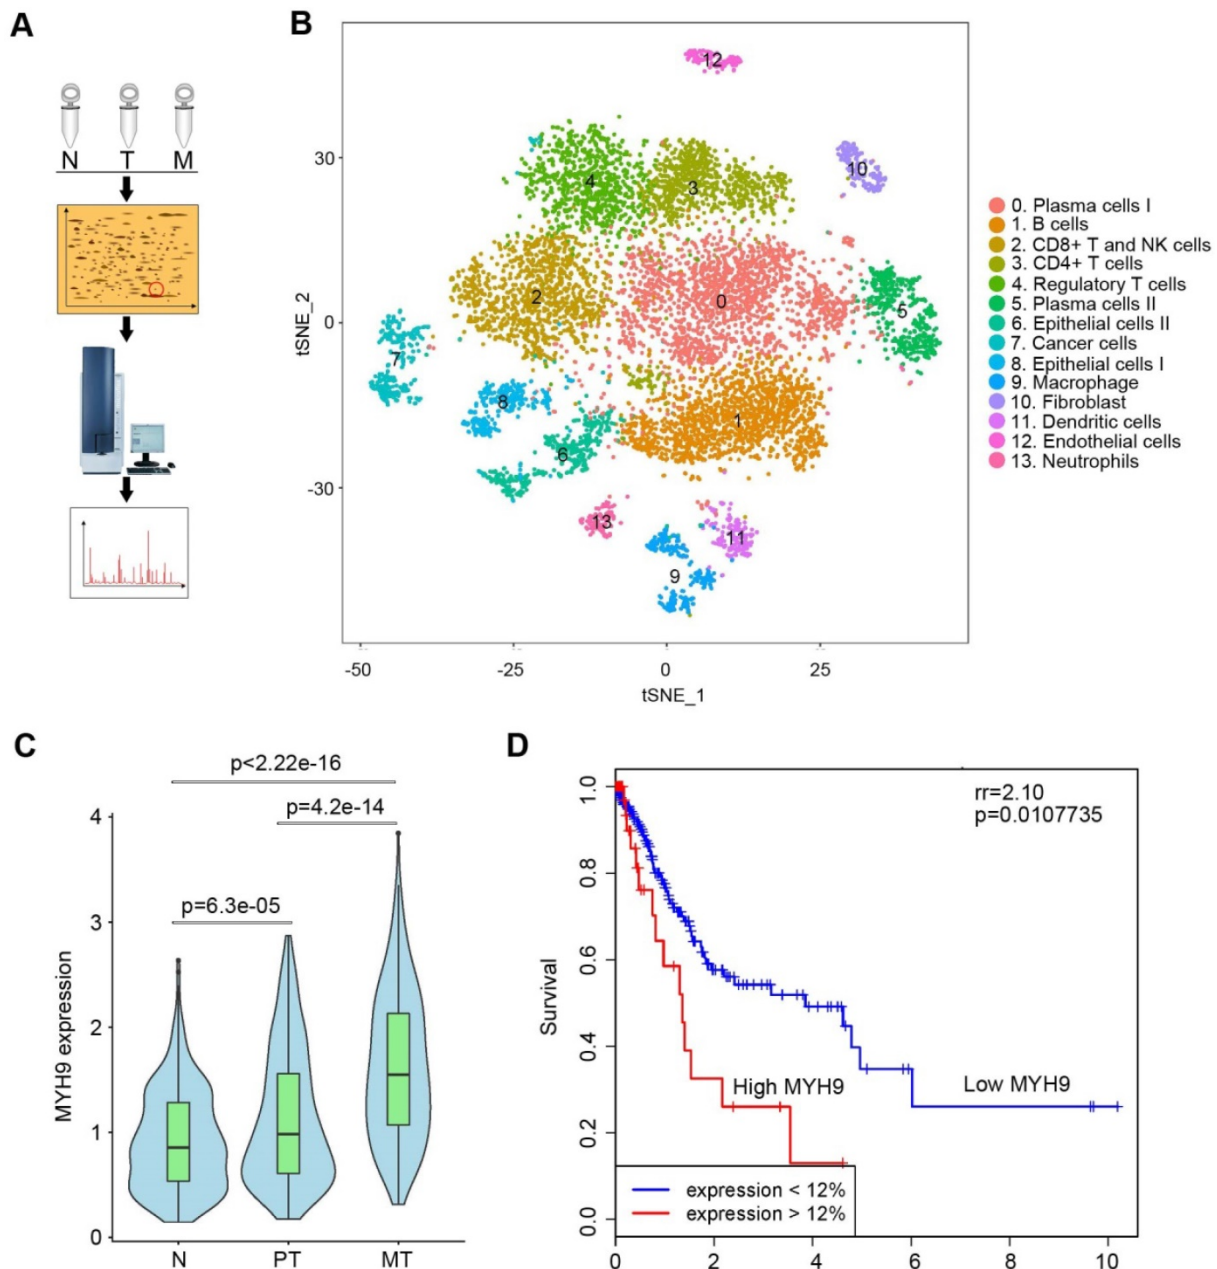 A
N T M
B
30
0
-30
tSNE_2
-50
-25
0
25
tSNE_1
12
4
3
10
2
0
5
7
8
1
6
13
11
9
0. Plasma cells I
1. B cells
2. CD8+ T and NK cells
3. CD4+ T cells
4. Regulatory T cells
5. Plasma cells II
6. Epithelial cells II
7. Cancer cells
8. Epithelial cells I
9. Macrophage
10. Fibroblast
11. Dendritic cells
12. Endothelial cells
13. Neutrophils
C
p<2.22e-16
p=4.2e-14
p=6.3e-05
4
3
2
1
0
MYH9 expression
N PT MT
D
rr=2.10
p=0.0107735
1.0
0.8
0.6
0.4
0.2
0.0
Survival
High MYH9
Low MYH9
expression < 12%
expression > 12%
0 2 4 6 8 10